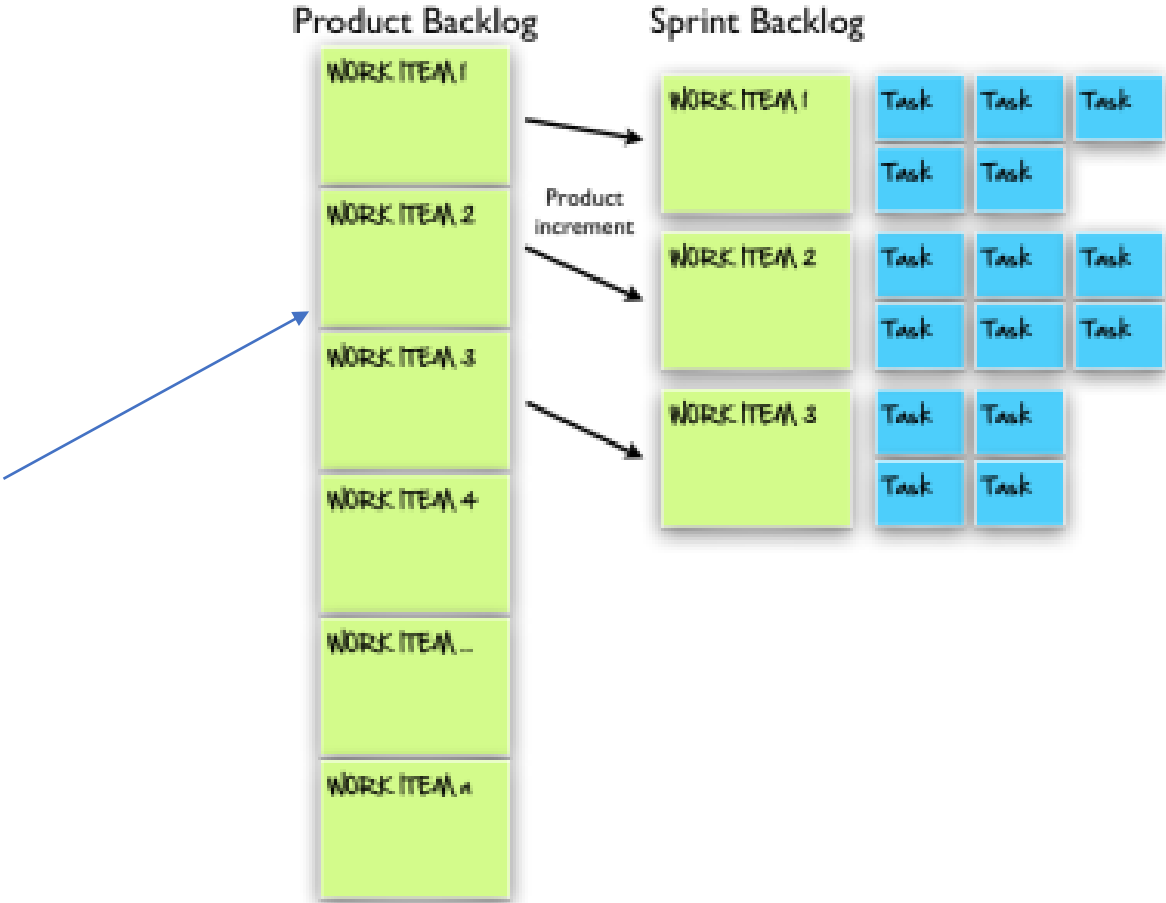 Product Backlog
WORK ITEM 1
WORK ITEM 2
WORK ITEM 3
WORK ITEM 4
WORK ITEM ...
WORK ITEM n
Product
increment
Sprint Backlog
WORK ITEM 1
Task Task Task
Task Task
WORK ITEM 2
Task Task Task
Task Task Task
WORK ITEM 3
Task Task
Task Task